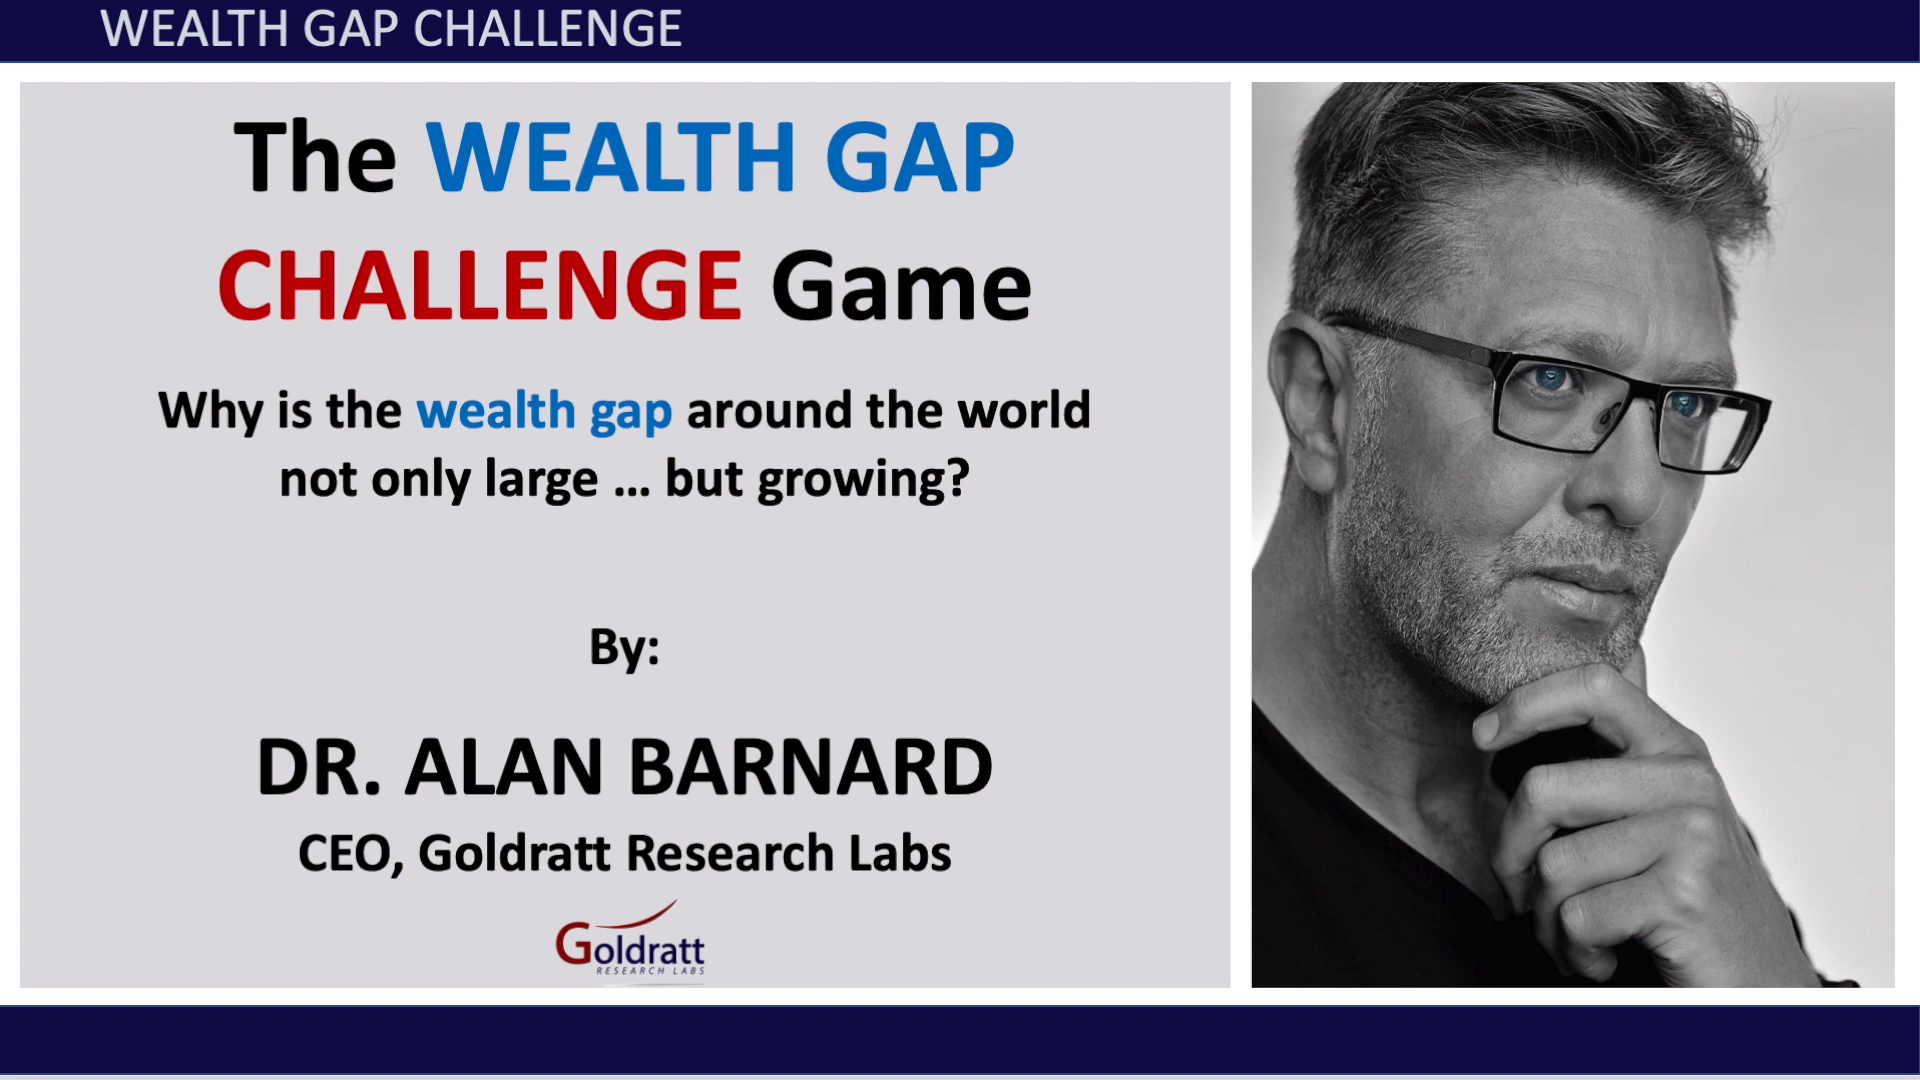 WEALTH GAP CHALLENGE
The WEALTH GAP
CHALLENGE Game
Why is the wealth gap around the world
not only large ... but growing?
By:
DR. ALAN BARNARD
CEO, Goldratt Research Labs
Goldratt
RESEARCH LABS